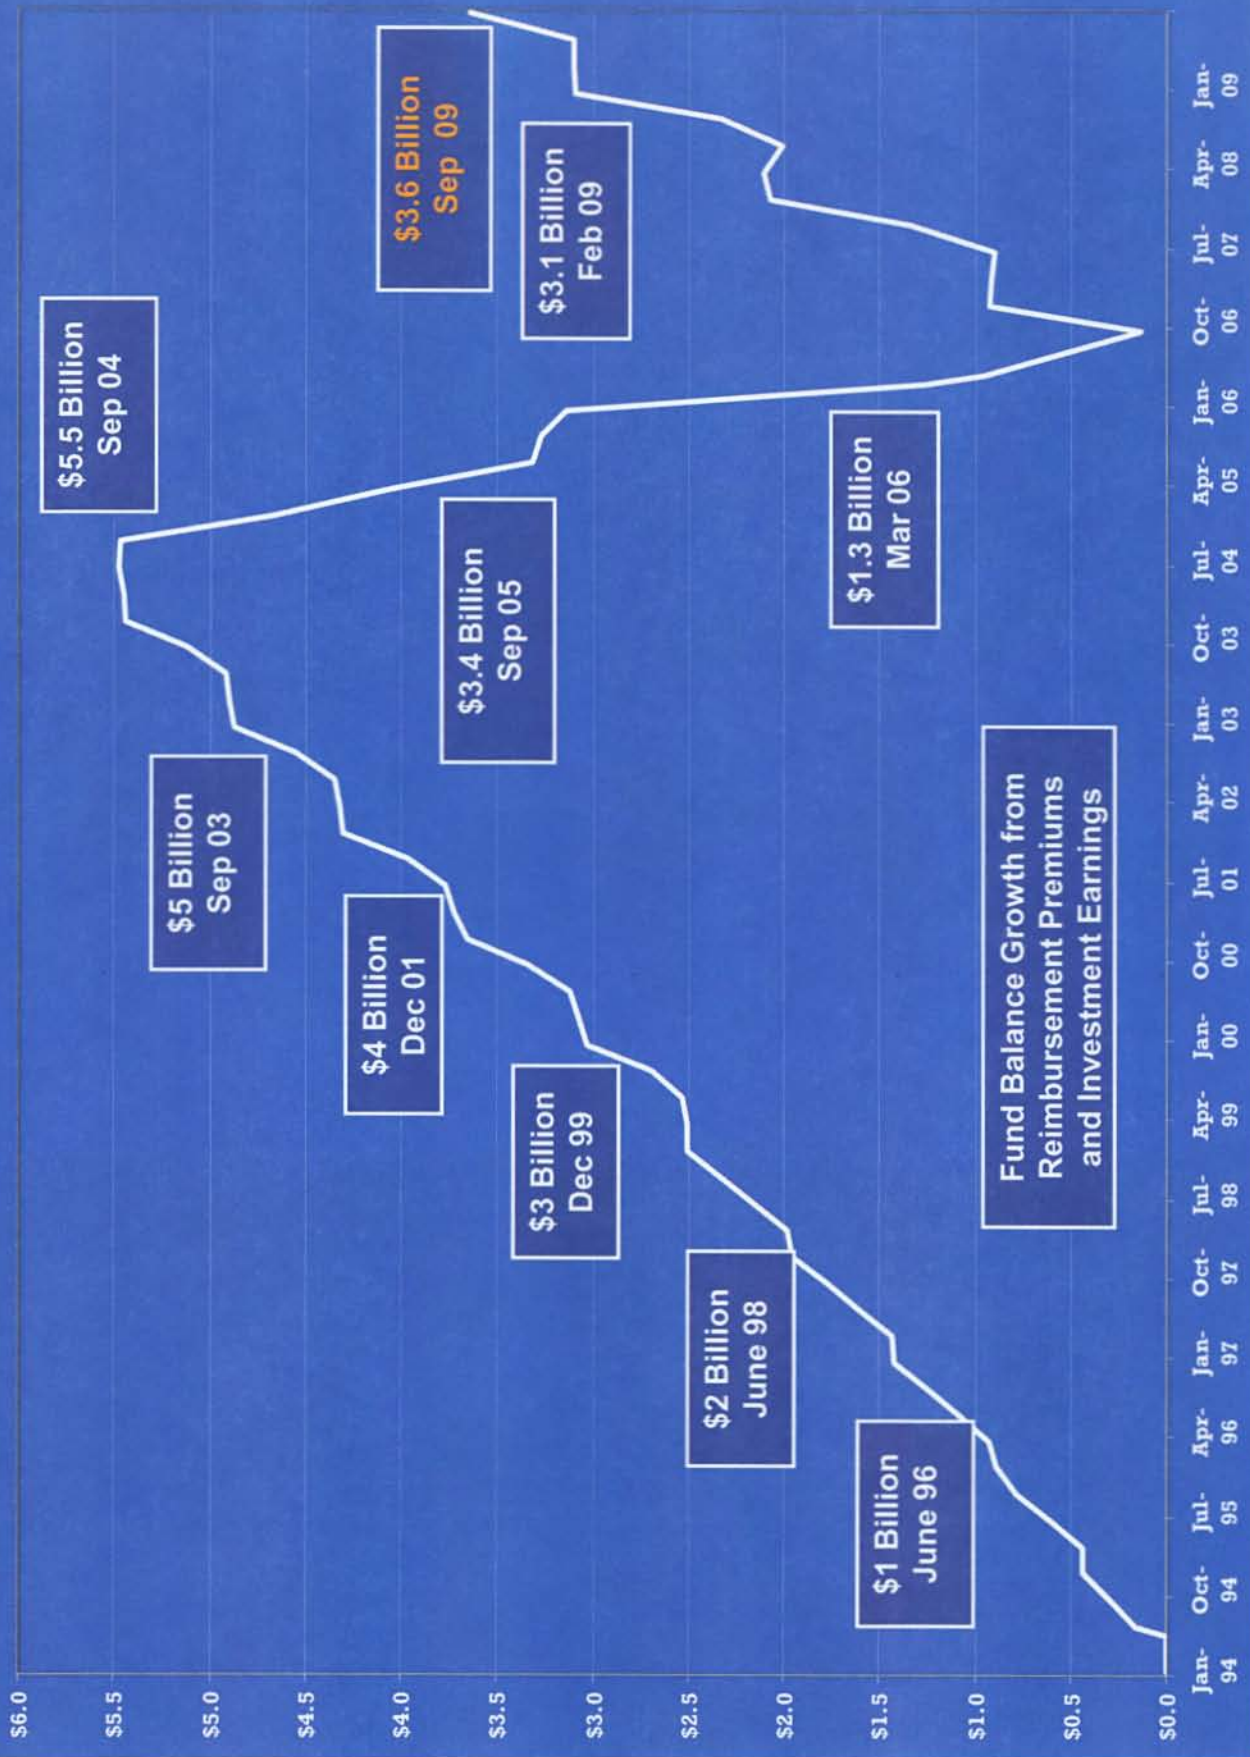 $6.0
$5.5
$5.0
$4.5
$4.0
$3.5
$3.0
$2.5
$2.0
$1.5
$1.0
$0.5
$0.0
$1 Billion
June 96
$2 Billion
June 98
$3 Billion
Dec 99
$4 Billion
Dec 01
$5 Billion
Sep 03
$5.5 Billion
Sep 04
$3.4 Billion
Sep 05
$1.3 Billion
Mar 06
$3.1 Billion
Feb 09
$3.6 Billion
Sep 09
Fund Balance Growth from
Reimbursement Premiums
and Investment Earnings
Jan- Oct- Jul- Apr- Jan- Oct- Jul- Apr- Jan- Oct- Jul- Apr- Jan- Oct- Jul- Apr- Jan- Oct- Jul- Apr- Jan-
94 94 95 96 97 97 98 99 00 00 01 02 03 03 04 05 06 06 07 08 09